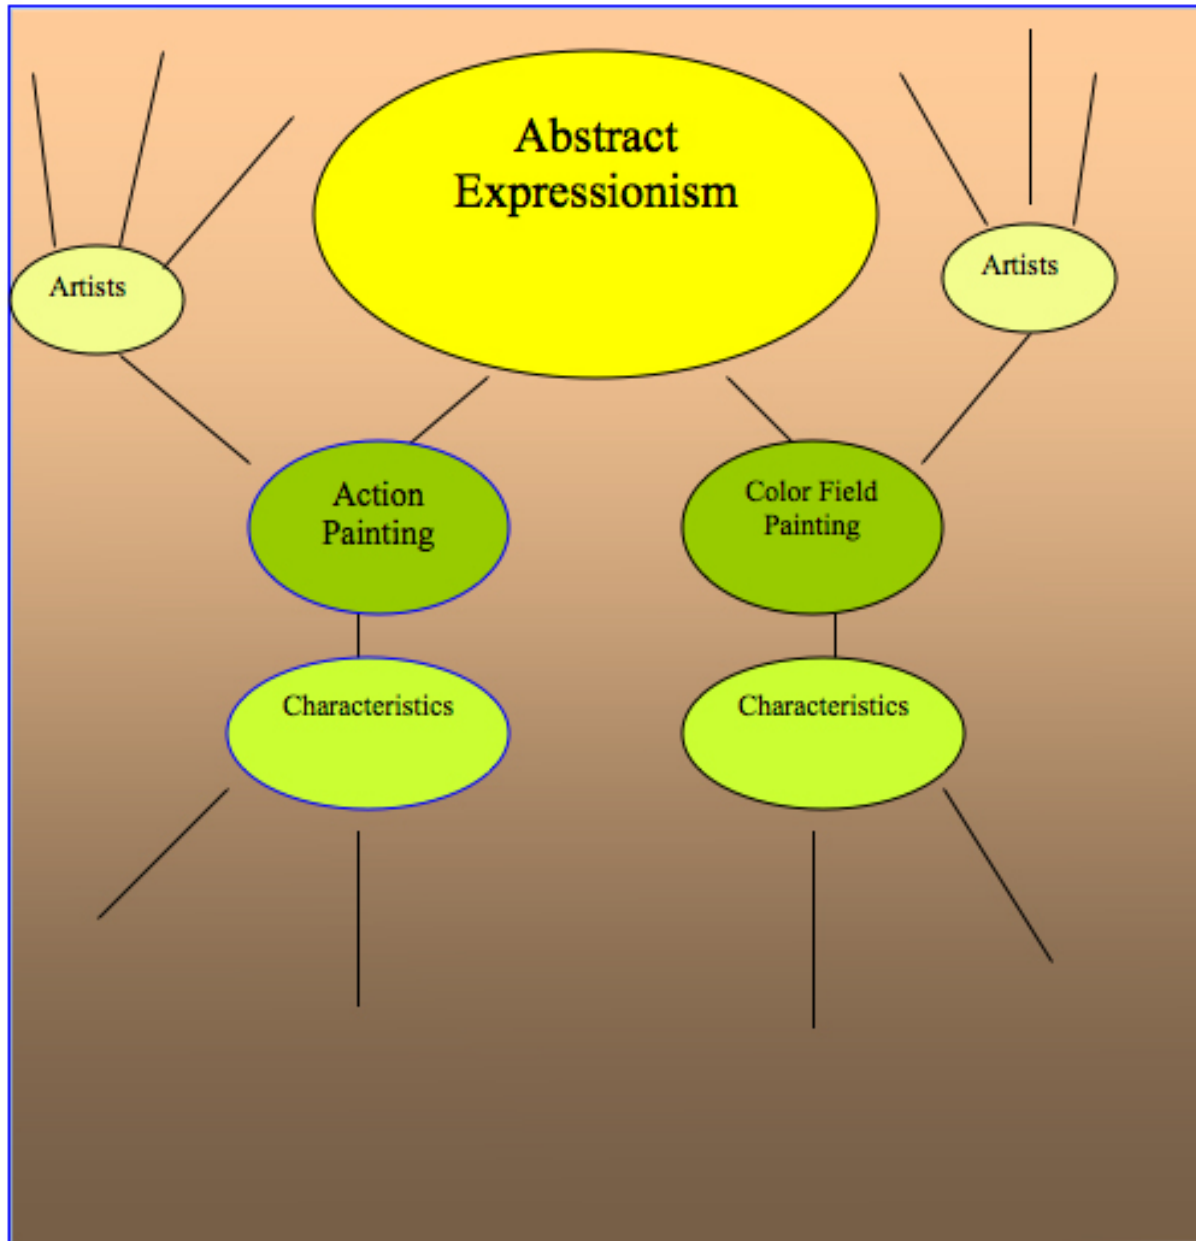 Abstract
Expressionism
Artists
Artists
Action
Painting
Color Field
Painting
Characteristics
Characteristics